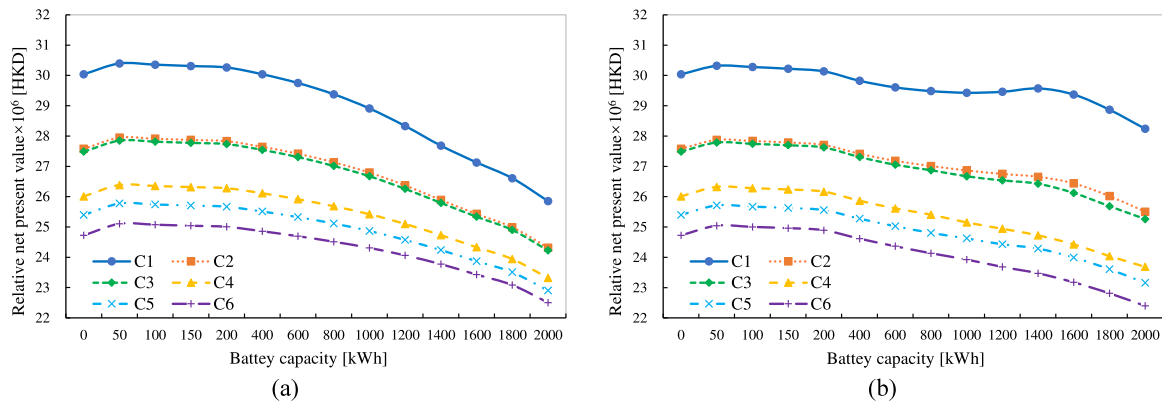 32
31
30
29
28
27
26
25
24
23
22
Relative net present value×10⁶ [HKD]
C1 C2
C3 C4
C5 C6
0 50 100 150 200 400 600 800 1000 1200 1400 1600 1800 2000
Battey capacity [kWh]
(a)
32
31
30
29
28
27
26
25
24
23
22
Relative net present value×10⁶ [HKD]
C1 C2
C3 C4
C5 C6
0 50 100 150 200 400 600 800 1000 1200 1400 1600 1800 2000
Battey capacity [kWh]
(b)